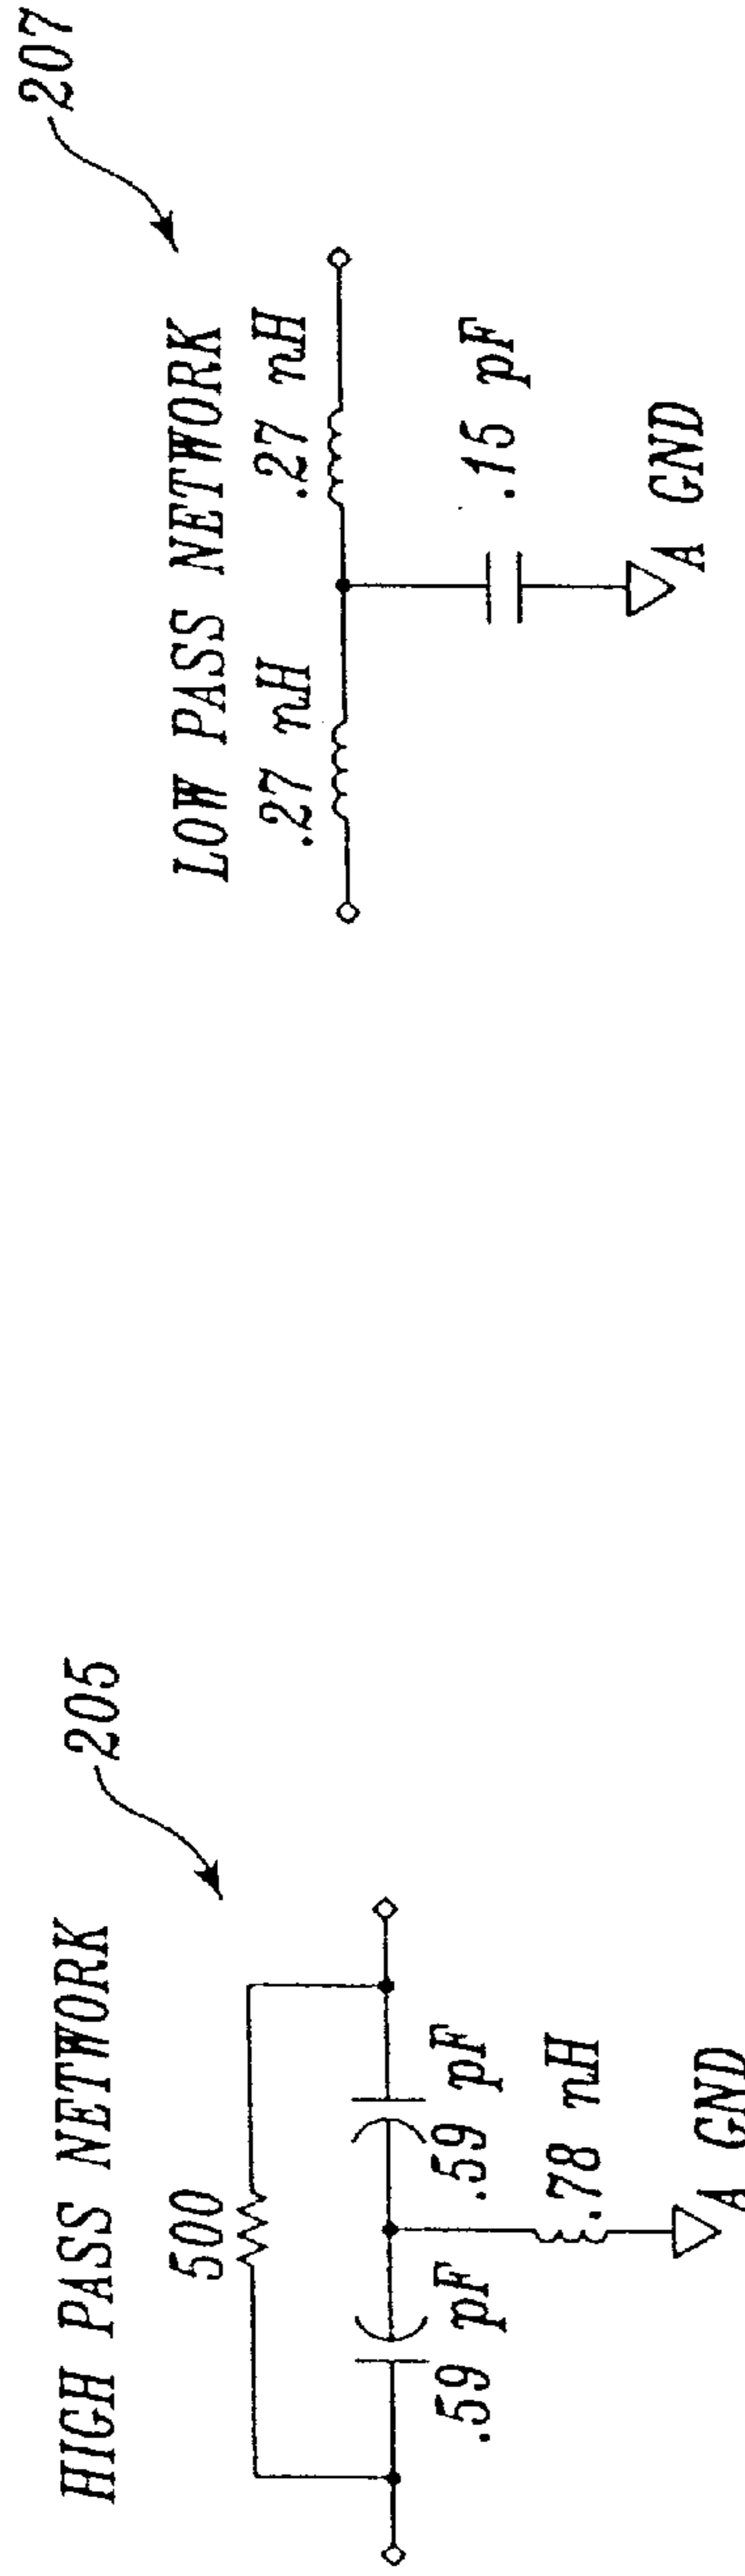 HIGH PASS NETWORK
205
500
.59 pF
.59 pF
.78 nH
A GND
LOW PASS NETWORK
207
.27 nH
.27 nH
.15 pF
A GND